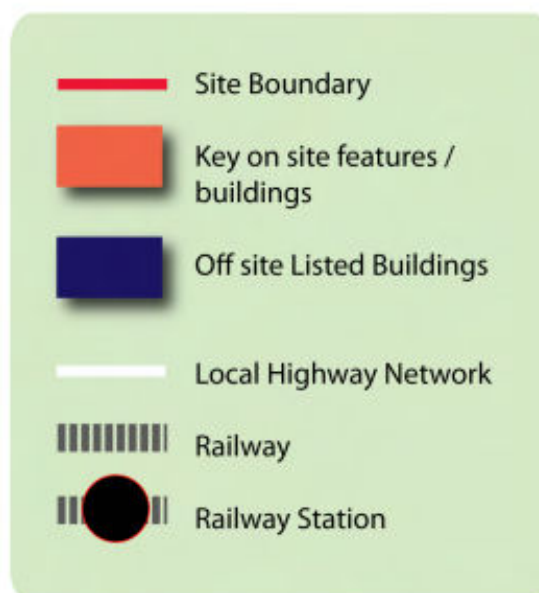 Site Boundary
Key on site features /
buildings
Off site Listed Buildings
Local Highway Network
Railway
Railway Station